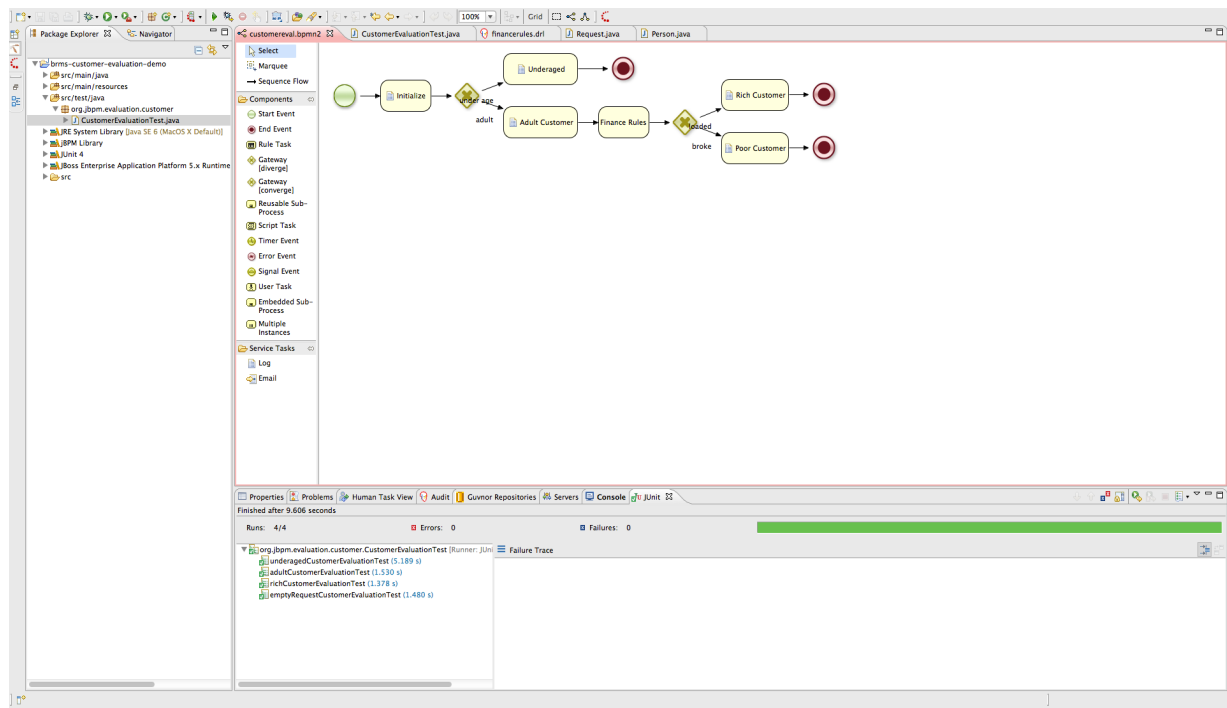 100%
Grid
Package Explorer
Navigator
customereval.bpmn2
CustomerEvaluationTest.java
financerules.drl
Request.java
Person.java
brms-customer-evaluation-demo
src/main/java
src/main/resources
src/test/java
org.jbpm.evaluation.customer
CustomerEvaluationTest.java
JRE System Library [Java SE 6 (MacOS X Default)]
jBPM Library
JUnit 4
JBoss Enterprise Application Platform 5.x Runtime
src
Select
Marquee
Sequence Flow
Components
Start Event
End Event
Rule Task
Gateway
[diverge]
Gateway
[converge]
Reusable Sub-
Process
Script Task
Timer Event
Error Event
Signal Event
User Task
Embedded Sub-
Process
Multiple
Instances
Service Tasks
Log
Email
Initialize
under age
adult
Underaged
Adult Customer
Finance Rules
loaded
broke
Rich Customer
Poor Customer
Properties
Problems
Human Task View
Audit
Guvnor Repositories
Servers
Console
JUnit
Finished after 9.606 seconds
Runs: 4/4
Errors: 0
Failures: 0
org.jbpm.evaluation.customer.CustomerEvaluationTest [Runner: JUni
underagedCustomerEvaluationTest (5.189 s)
adultCustomerEvaluationTest (1.530 s)
richCustomerEvaluationTest (1.378 s)
emptyRequestCustomerEvaluationTest (1.480 s)
Failure Trace